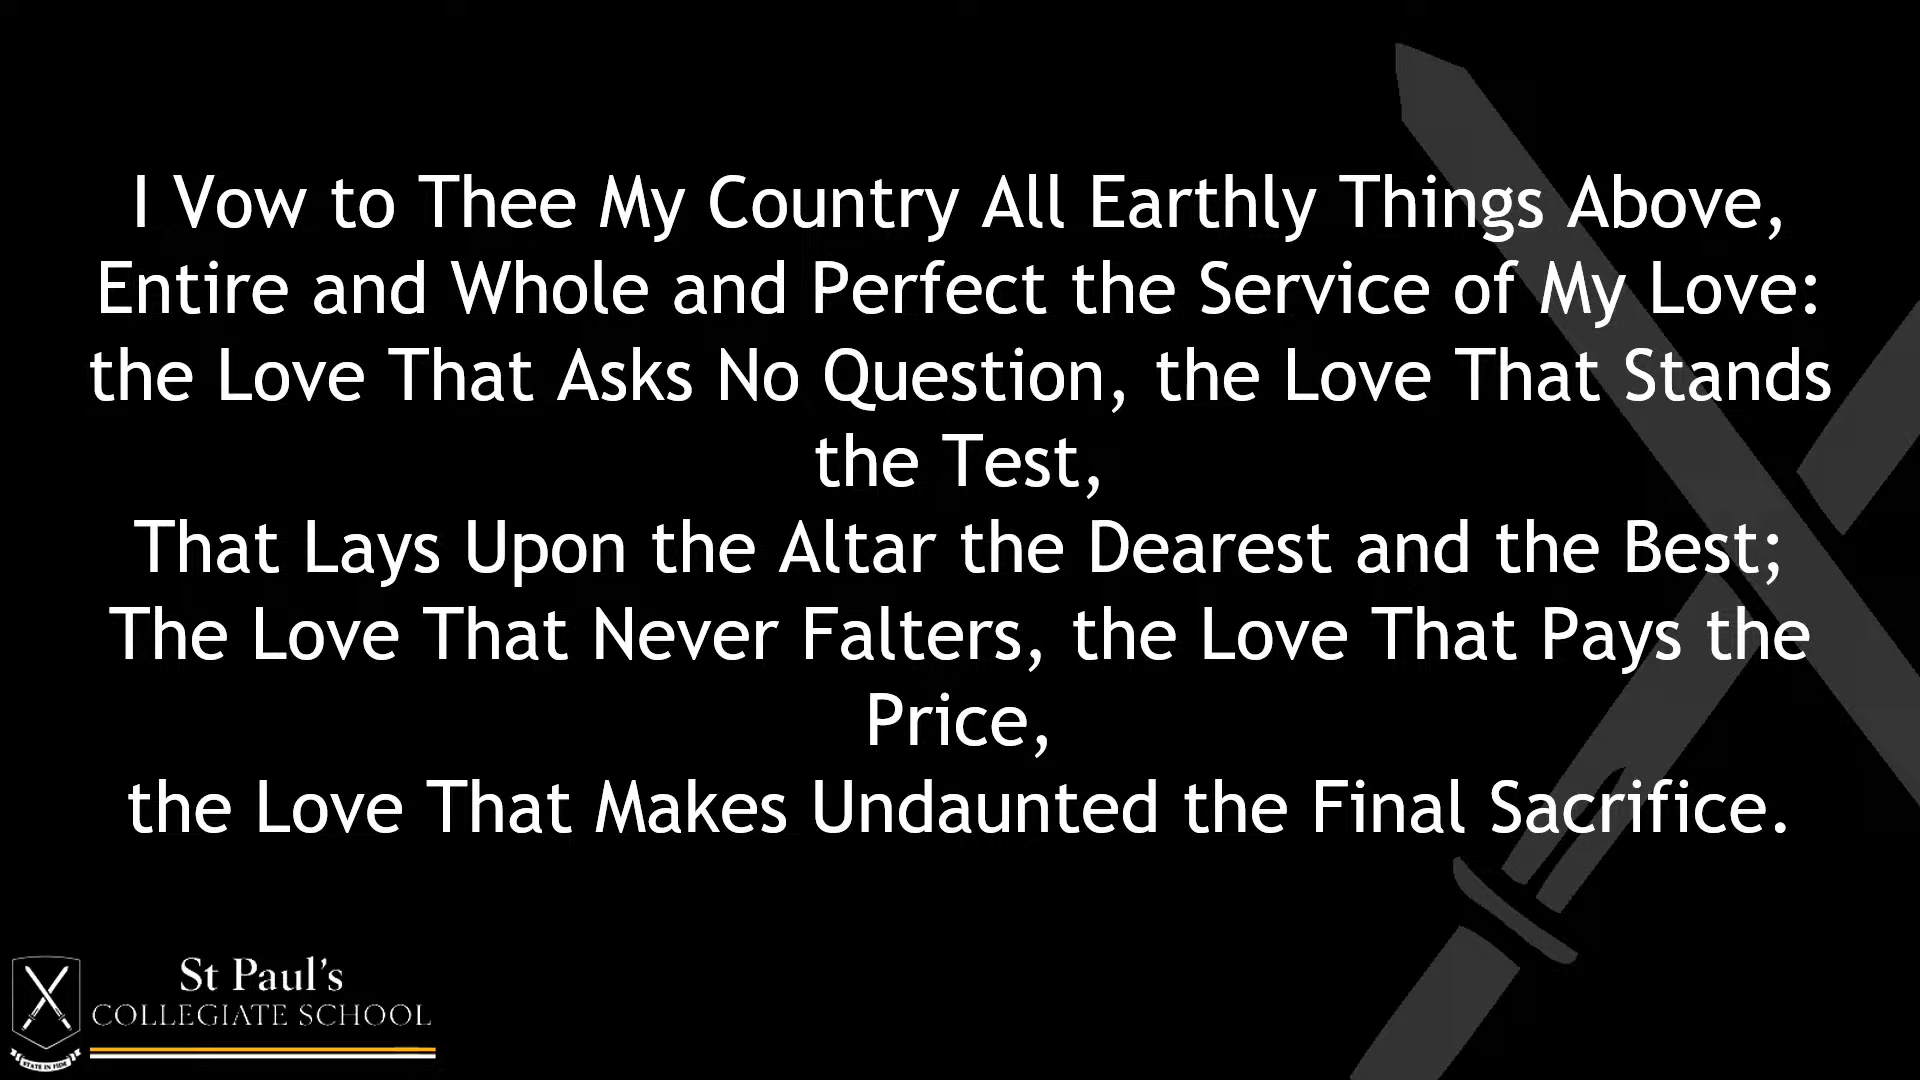 I Vow to Thee My Country All Earthly Things Above,
Entire and Whole and Perfect the Service of My Love:
the Love That Asks No Question, the Love That Stands
the Test,
That Lays Upon the Altar the Dearest and the Best;
The Love That Never Falters, the Love That Pays the
Price,
the Love That Makes Undaunted the Final Sacrifice.
St Paul's
COLLEGIATE SCHOOL
STATE IN FIDE